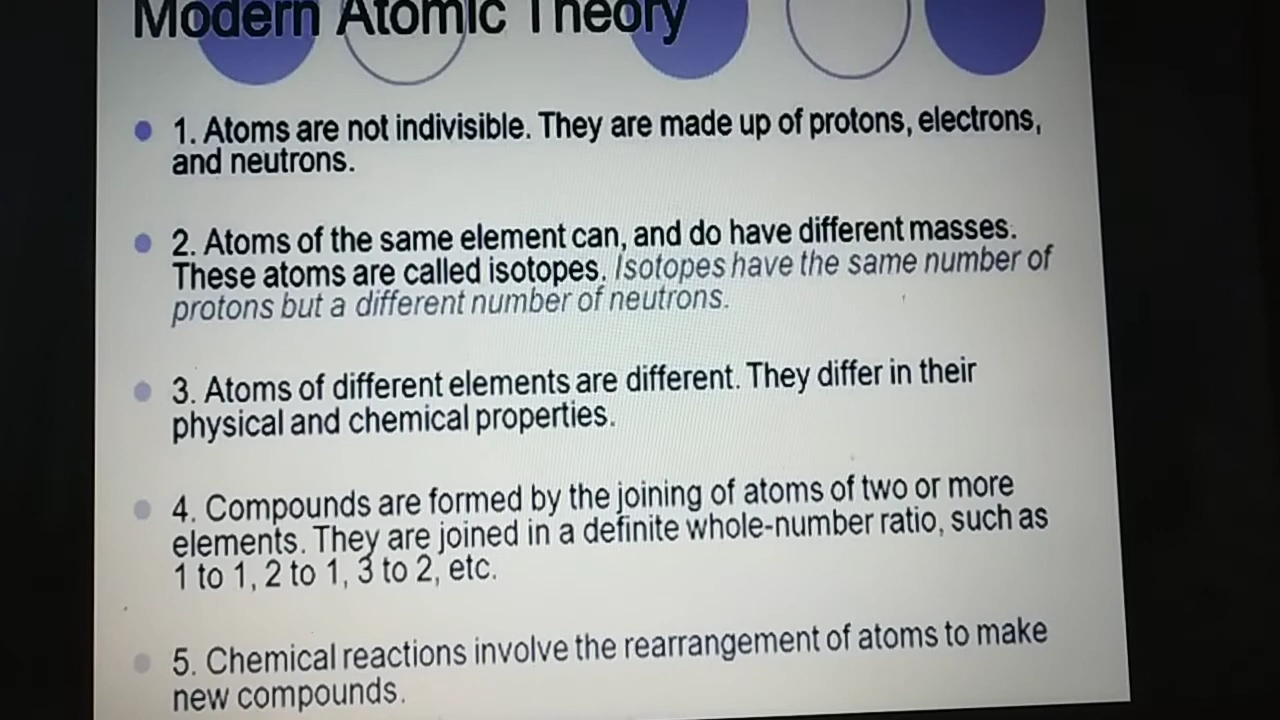 Modern Atomic Theory
1. Atoms are not indivisible. They are made up of protons, electrons,
and neutrons.
2. Atoms of the same element can, and do have different masses.
These atoms are called isotopes. Isotopes have the same number of
protons but a different number of neutrons.
3. Atoms of different elements are different. They differ in their
physical and chemical properties.
4. Compounds are formed by the joining of atoms of two or more
elements. They are joined in a definite whole-number ratio, such as
1 to 1, 2 to 1, 3 to 2, etc.
5. Chemical reactions involve the rearrangement of atoms to make
new compounds.